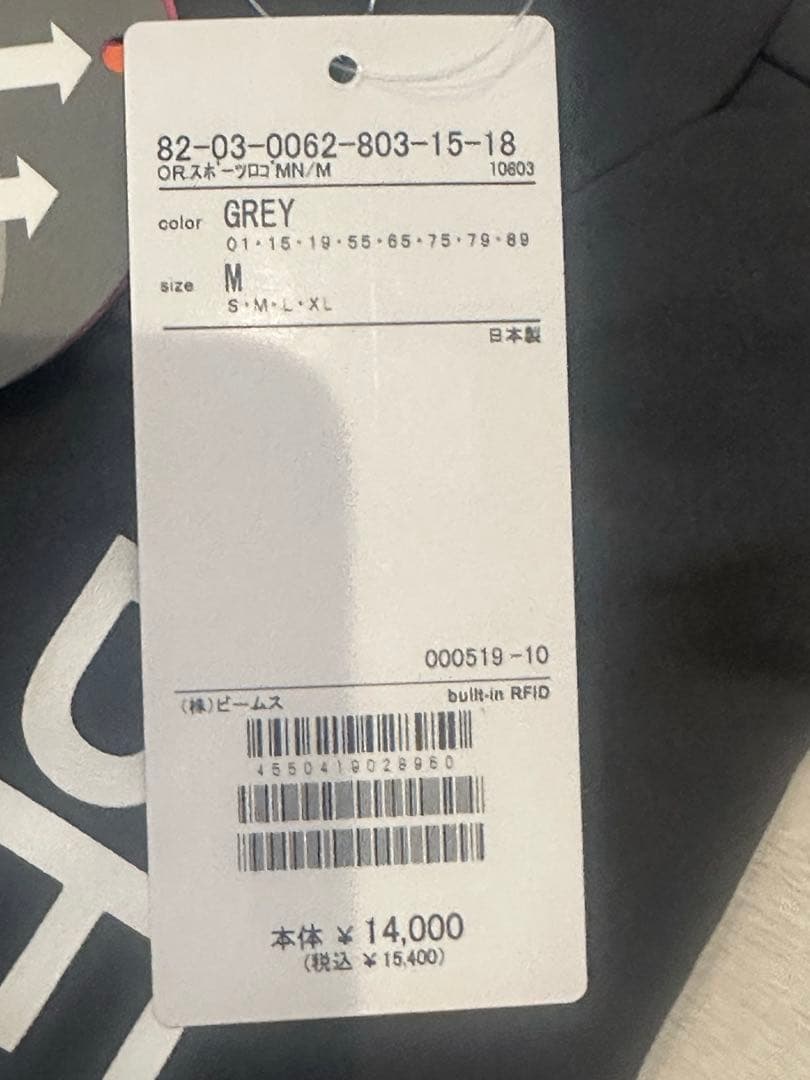 82-03-0062-803-15-18
OR.ｽﾎﾟｰﾂﾛｺﾞMN/M 10603
color GREY
01・15・19・55・65・75・79・89
size M
S・M・L・XL
日本製
000519-10
(株)ビームス built-in RFID
4550419028960
本体 ¥14,000
(税込 ¥15,400)